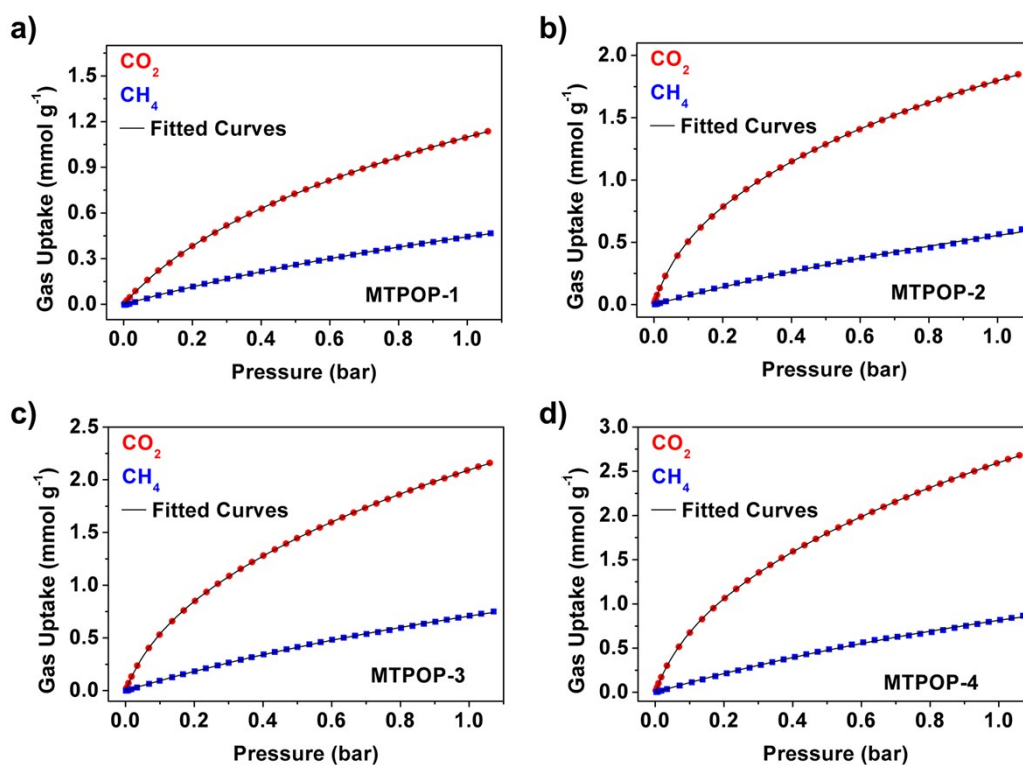 a)
CO₂
CH₄
Fitted Curves
MTPOP-1
Gas Uptake (mmol g⁻¹)
1.5
1.2
0.9
0.6
0.3
0.0
0.0 0.2 0.4 0.6 0.8 1.0
Pressure (bar)
b)
CO₂
CH₄
Fitted Curves
MTPOP-2
Gas Uptake (mmol g⁻¹)
2.0
1.5
1.0
0.5
0.0
0.0 0.2 0.4 0.6 0.8 1.0
Pressure (bar)
c)
CO₂
CH₄
Fitted Curves
MTPOP-3
Gas Uptake (mmol g⁻¹)
2.5
2.0
1.5
1.0
0.5
0.0
0.0 0.2 0.4 0.6 0.8 1.0
Pressure (bar)
d)
CO₂
CH₄
Fitted Curves
MTPOP-4
Gas Uptake (mmol g⁻¹)
3.0
2.5
2.0
1.5
1.0
0.5
0.0
0.0 0.2 0.4 0.6 0.8 1.0
Pressure (bar)